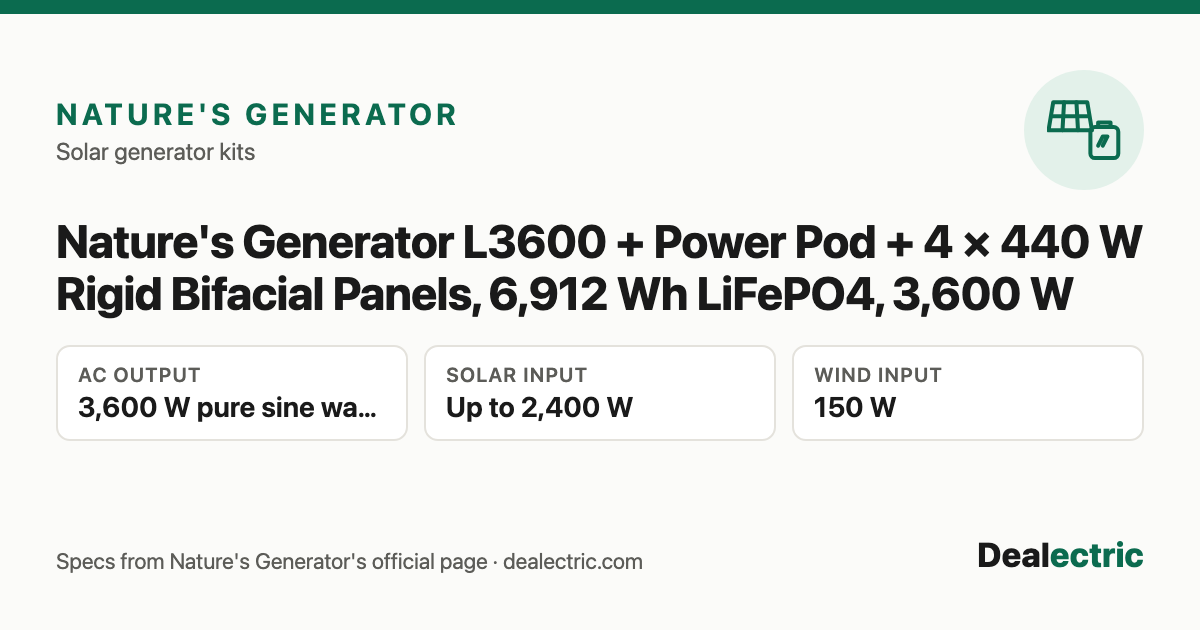 NATURE'S GENERATOR
Solar generator kits
Nature's Generator L3600 + Power Pod + 4 × 440 W
Rigid Bifacial Panels, 6,912 Wh LiFePO4, 3,600 W
AC OUTPUT
3,600 W pure sine wa...
SOLAR INPUT
Up to 2,400 W
WIND INPUT
150 W
Specs from Nature's Generator's official page · dealectric.com
Dealectric